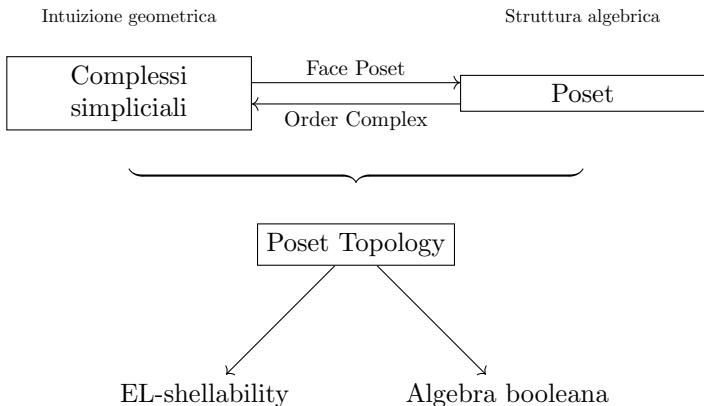 Intuizione geometrica
Struttura algebrica
Complessi
simpliciali
Face Poset
Order Complex
Poset
Poset Topology
EL-shellability
Algebra booleana